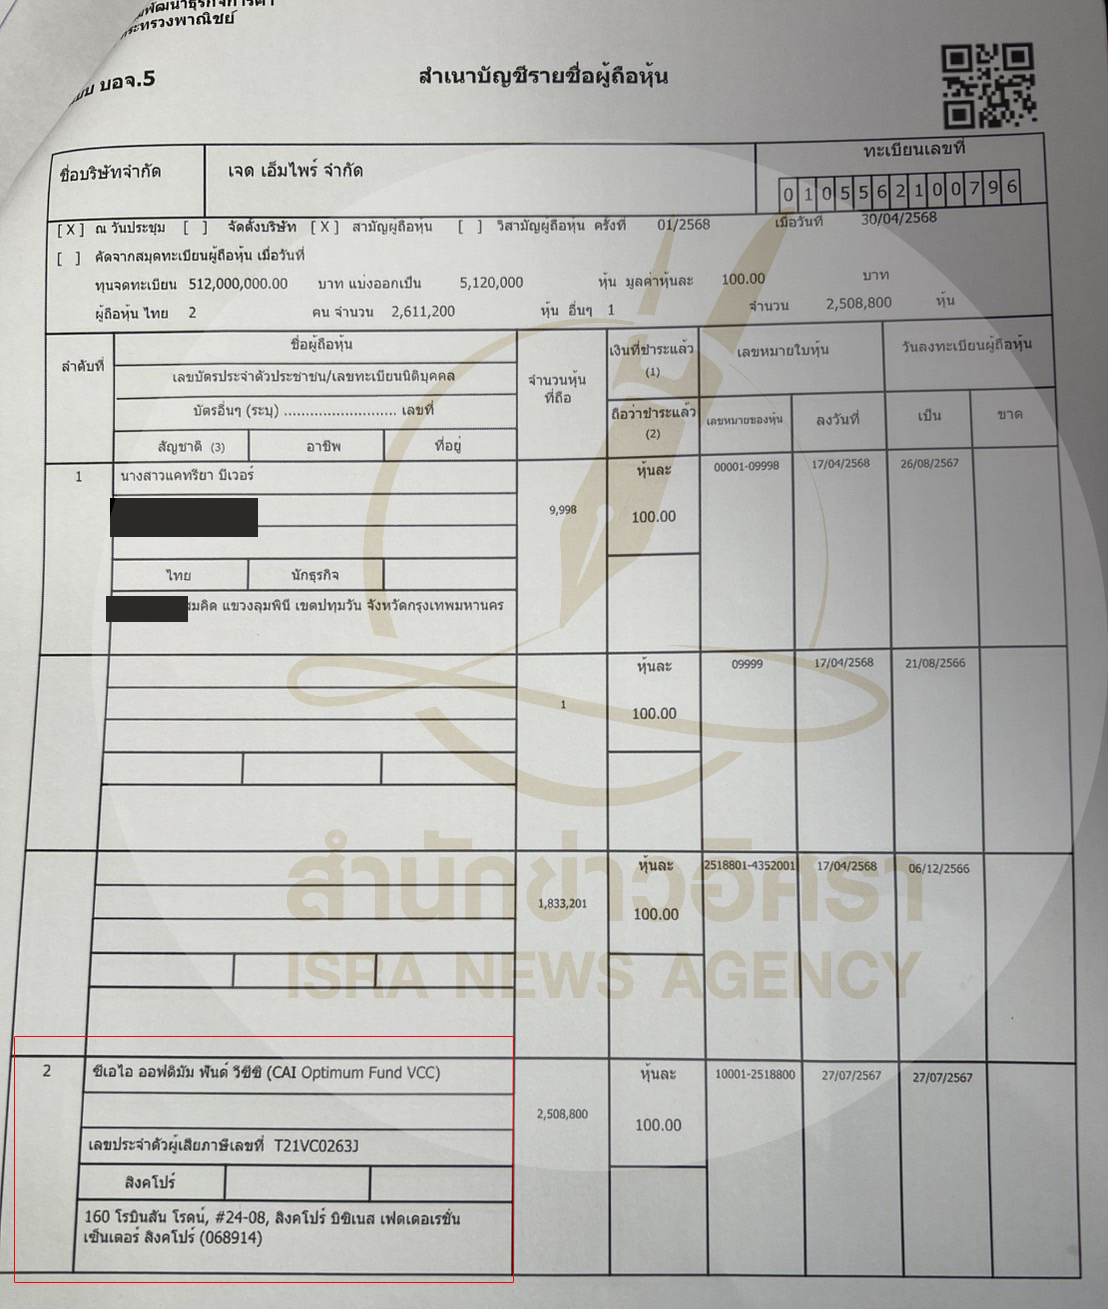 พัฒนาธุรกิจการค้า
กระทรวงพาณิชย์
แบบ บอจ.5
สำเนาบัญชีรายชื่อผู้ถือหุ้น
ชื่อบริษัทจำกัด
เจด เอ็มไพร์ จำกัด
ทะเบียนเลขที่
0105562100796
[ X ] ณ วันประชุม [ ] จัดตั้งบริษัท [ X ] สามัญผู้ถือหุ้น [ ] วิสามัญผู้ถือหุ้น ครั้งที่ 01/2568 เมื่อวันที่ 30/04/2568
[ ] คัดจากสมุดทะเบียนผู้ถือหุ้น เมื่อวันที่
ทุนจดทะเบียน 512,000,000.00 บาท แบ่งออกเป็น 5,120,000 หุ้น มูลค่าหุ้นละ 100.00 บาท
ผู้ถือหุ้น ไทย 2 คน จำนวน 2,611,200 หุ้น อื่นๆ 1 จำนวน 2,508,800 หุ้น
ลำดับที่
ชื่อผู้ถือหุ้น
เลขบัตรประจำตัวประชาชน/เลขทะเบียนนิติบุคคล
บัตรอื่นๆ (ระบุ) .......................... เลขที่
สัญชาติ (3) อาชีพ ที่อยู่
จำนวนหุ้น
ที่ถือ
เงินที่ชำระแล้ว
(1)
ถือว่าชำระแล้ว
(2)
เลขหมายใบหุ้น
เลขหมายของหุ้น ลงวันที่
วันลงทะเบียนผู้ถือหุ้น
เป็น ขาด
1 นางสาวแคทรียา บีเวอร์
ไทย นักธุรกิจ
สมคิด แขวงลุมพินี เขตปทุมวัน จังหวัดกรุงเทพมหานคร
9,998
หุ้นละ
100.00
00001-09998 17/04/2568 26/08/2567
1
หุ้นละ
100.00
09999 17/04/2568 21/08/2566
1,833,201
หุ้นละ
100.00
2518801-4352001 17/04/2568 06/12/2566
สำนักข่าวอิศรา
ISRA NEWS AGENCY
2 ซีเอไอ ออฟติมัม ฟันด์ วีซีซี (CAI Optimum Fund VCC)
เลขประจำตัวผู้เสียภาษีเลขที่ T21VC0263J
สิงคโปร์
160 โรบินสัน โรดน์, #24-08, สิงคโปร์ บิซิเนส เฟดเดอเรชั่น
เซ็นเตอร์ สิงคโปร์ (068914)
2,508,800
หุ้นละ
100.00
10001-2518800 27/07/2567 27/07/2567